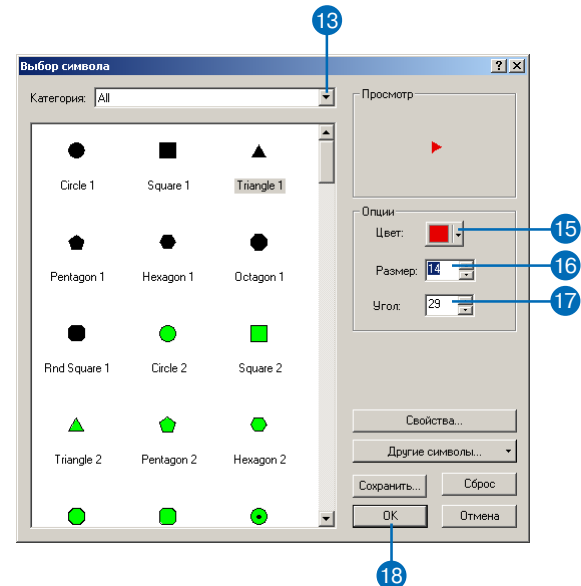 13
Выбор символа
? ×
Категория: All
Просмотр
Circle 1 Square 1 Triangle 1
Pentagon 1 Hexagon 1 Octagon 1
Rnd Square 1 Circle 2 Square 2
Triangle 2 Pentagon 2 Hexagon 2
Опции
Цвет:
15
Размер: 14
16
Угол: 29
17
Свойства...
Другие символы...
Сохранить... Сброс
OK Отмена
18